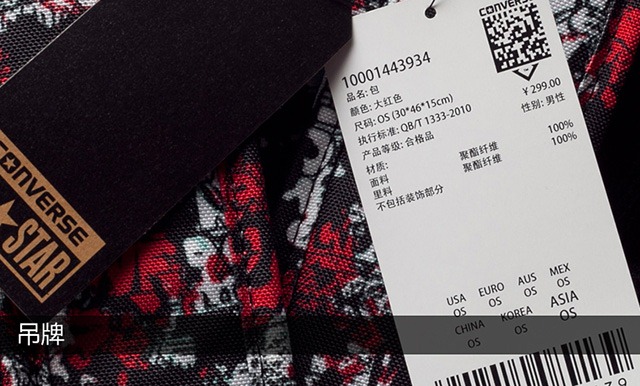 CONVERSE
10001443934
品名: 包
颜色: 大红色
尺码: OS (30*46*15cm)
执行标准: QB/T 1333-2010
产品等级: 合格品
¥299.00
性别: 男性
材质:
面料 聚酯纤维 100%
里料 聚酯纤维 100%
不包括装饰部分
USA EURO AUS MEX
OS OS OS OS
CHINA KOREA ASIA
OS OS OS
CONVERSE
★STAR
吊牌